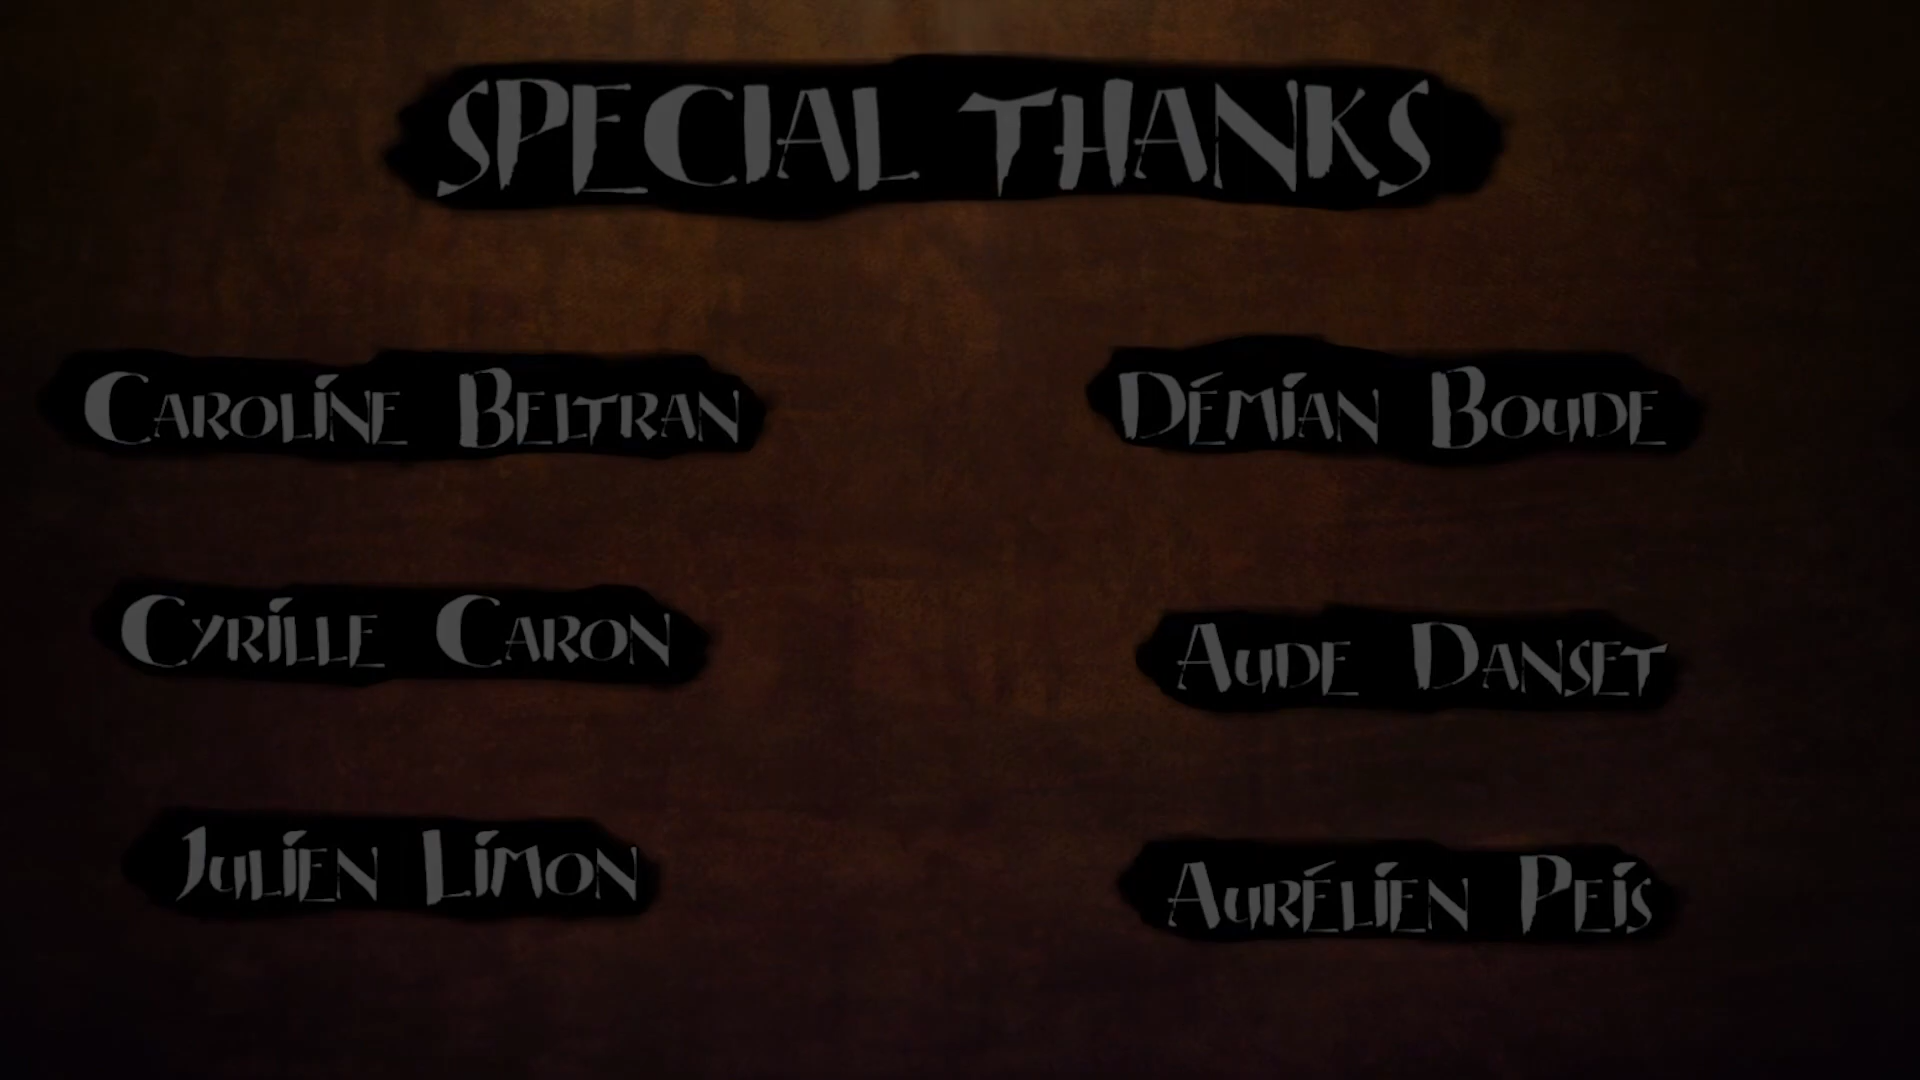 SPECIAL THANKS
CAROLINE BELTRAN
DÉMIAN BOUDE
CYRILLE CARON
AUDE DANSET
JULIEN LIMON
AURÉLIEN PEIS